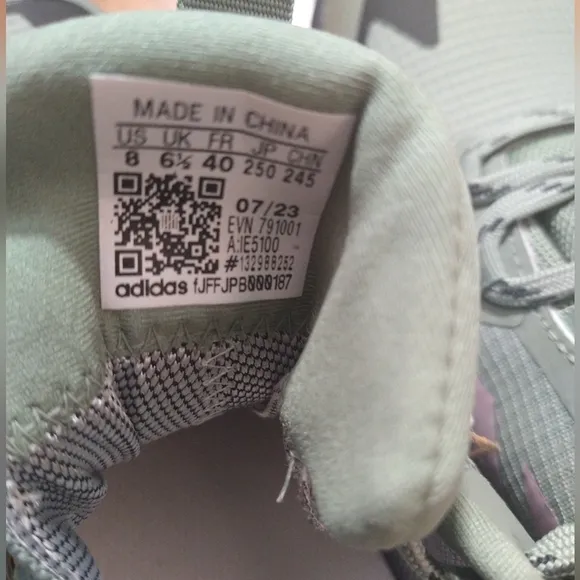 MADE IN CHINA
US UK FR JP CHN
8 6½ 40 250 245
07/23
EVN 791001
A:IE5100
#132988252
adidas fJFFJPB000187